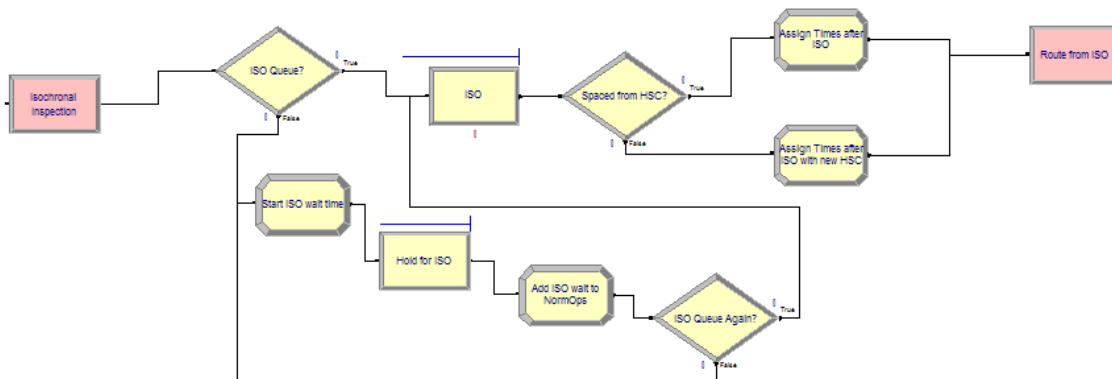 Isochronal
Inspection
ISO Queue?
True
False
ISO
Spaced from HSC?
True
False
Assign Times after
ISO
Assign Times after
ISO with new HSC
Route from ISO
Start ISO wait time
Hold for ISO
Add ISO wait to
NormOps
ISO Queue Again?
True
False